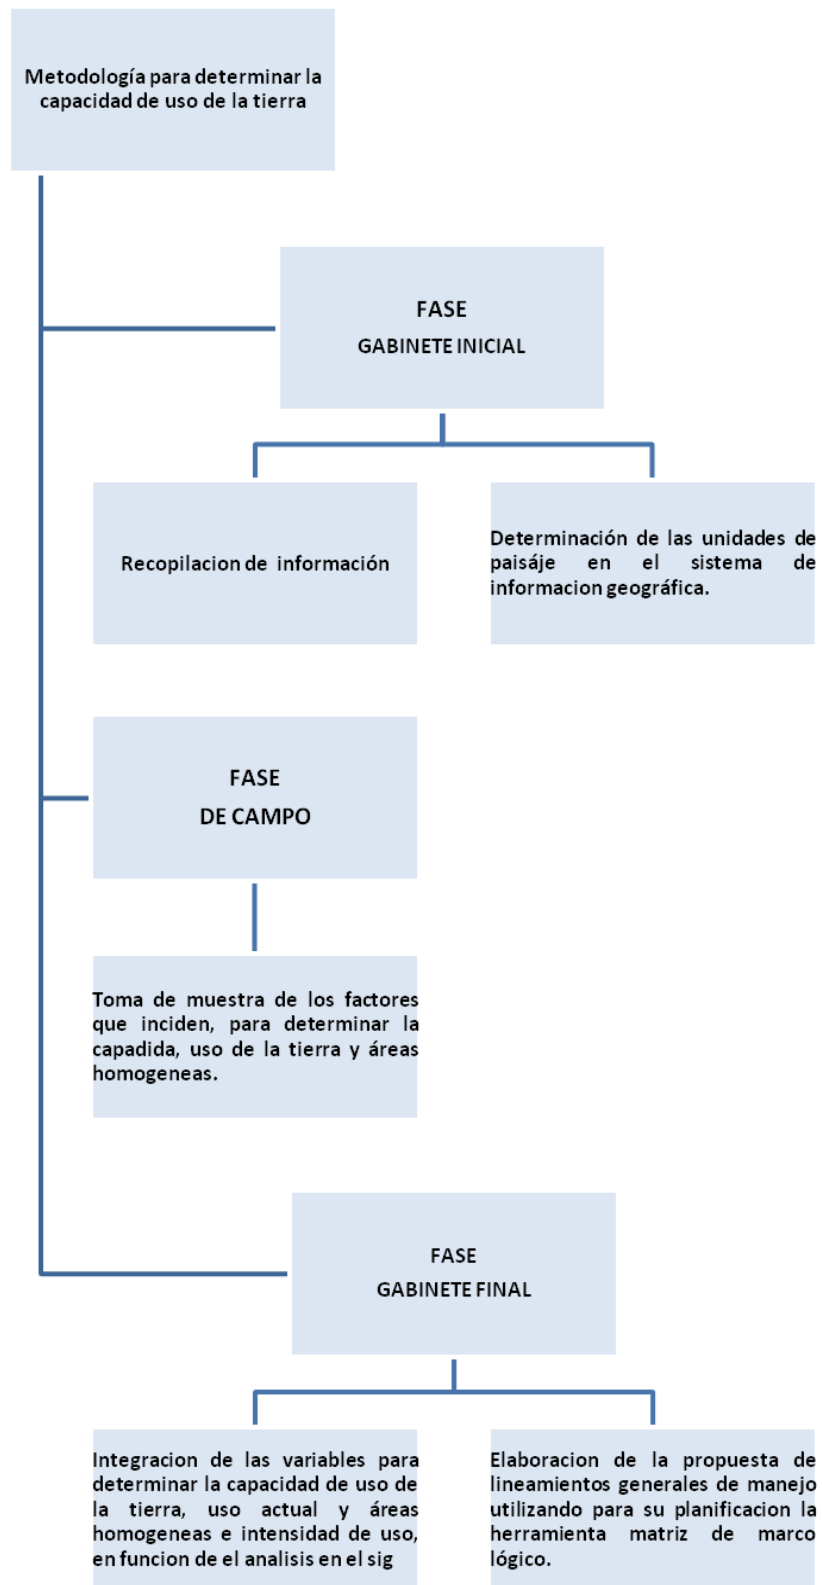 Metodología para determinar la
capacidad de uso de la tierra
FASE
GABINETE INICIAL
Recopilacion de información
Determinación de las unidades de
paisáje en el sistema de
informacion geográfica.
FASE
DE CAMPO
Toma de muestra de los factores
que inciden, para determinar la
capadida, uso de la tierra y áreas
homogeneas.
FASE
GABINETE FINAL
Integracion de las variables para
determinar la capacidad de uso de
la tierra, uso actual y áreas
homogeneas e intensidad de uso,
en funcion de el analisis en el sig
Elaboracion de la propuesta de
lineamientos generales de manejo
utilizando para su planificacion la
herramienta matriz de marco
lógico.